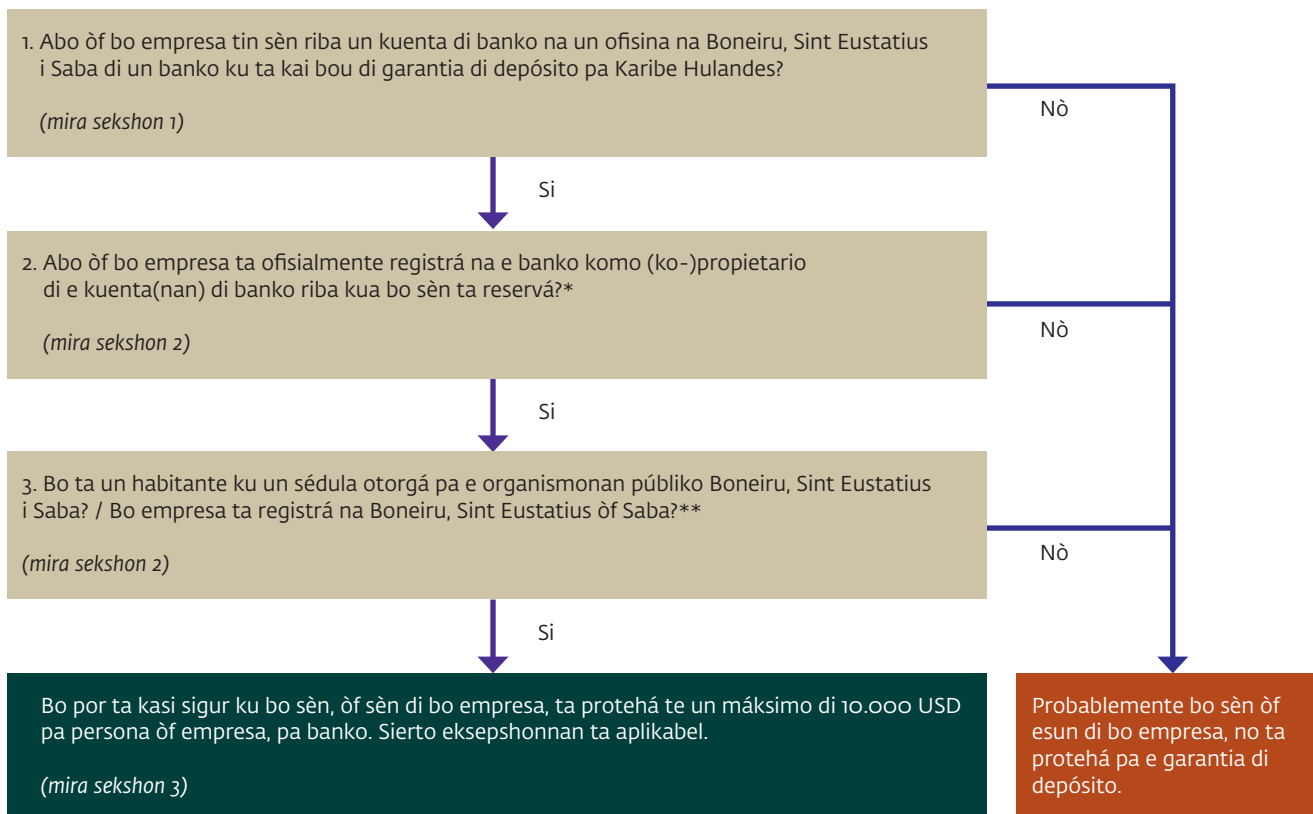 1. Abo òf bo empresa tin sèn riba un kuenta di banko na un ofisina na Boneiru, Sint Eustatius
i Saba di un banko ku ta kai bou di garantia di depósito pa Karibe Hulandes?
(mira sekshon 1)
Nò
Si
2. Abo òf bo empresa ta ofisialmente registrá na e banko komo (ko-)propietario
di e kuenta(nan) di banko riba kua bo sèn ta reservá?*
(mira sekshon 2)
Nò
Si
3. Bo ta un habitante ku un sédula otorgá pa e organismonan públiko Boneiru, Sint Eustatius
i Saba? / Bo empresa ta registrá na Boneiru, Sint Eustatius òf Saba?**
(mira sekshon 2)
Nò
Si
Bo por ta kasi sigur ku bo sèn, òf sèn di bo empresa, ta protehá te un máksimo di 10.000 USD
pa persona òf empresa, pa banko. Sierto eksepshonnan ta aplikabel.
(mira sekshon 3)
Probablemente bo sèn òf
esun di bo empresa, no ta
protehá pa e garantia di
depósito.